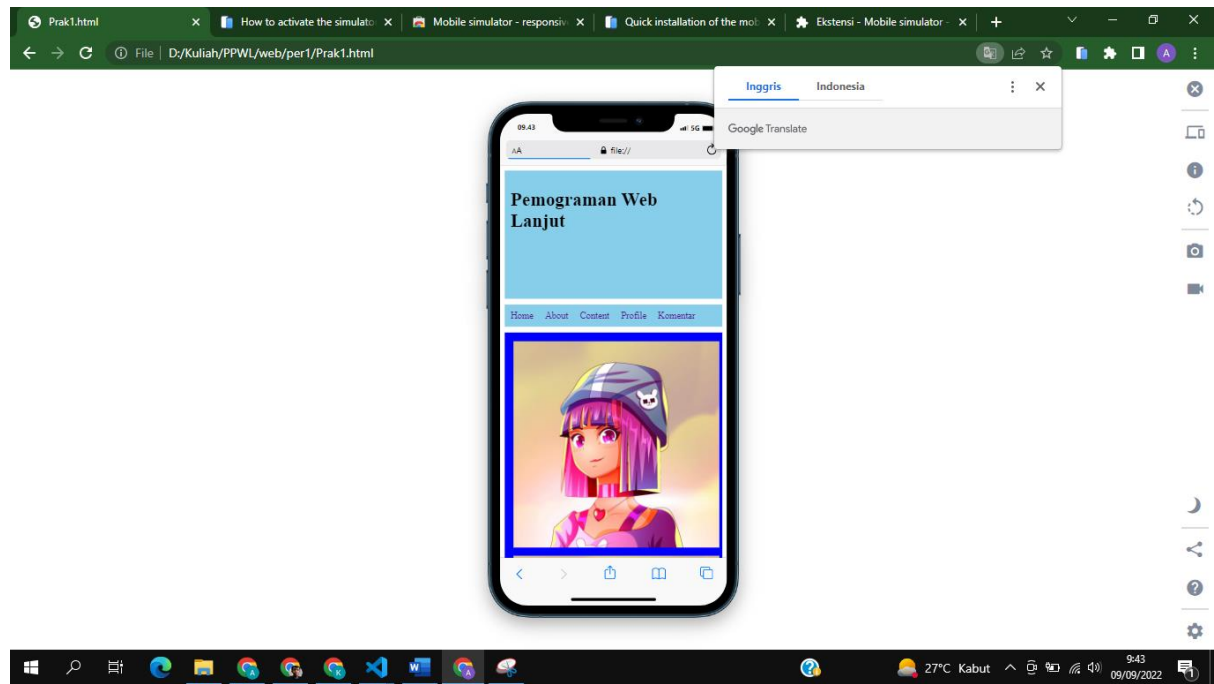 Prak1.html
How to activate the simulato
Mobile simulator - responsiv
Quick installation of the mob
Ekstensi - Mobile simulator -
File D:/Kuliah/PPWL/web/per1/Prak1.html
A
Inggris Indonesia
Google Translate
09.43 5G
AA file://
Pemograman Web
Lanjut
Home About Content Profile Komentar
27°C Kabut
9:43
09/09/2022
1